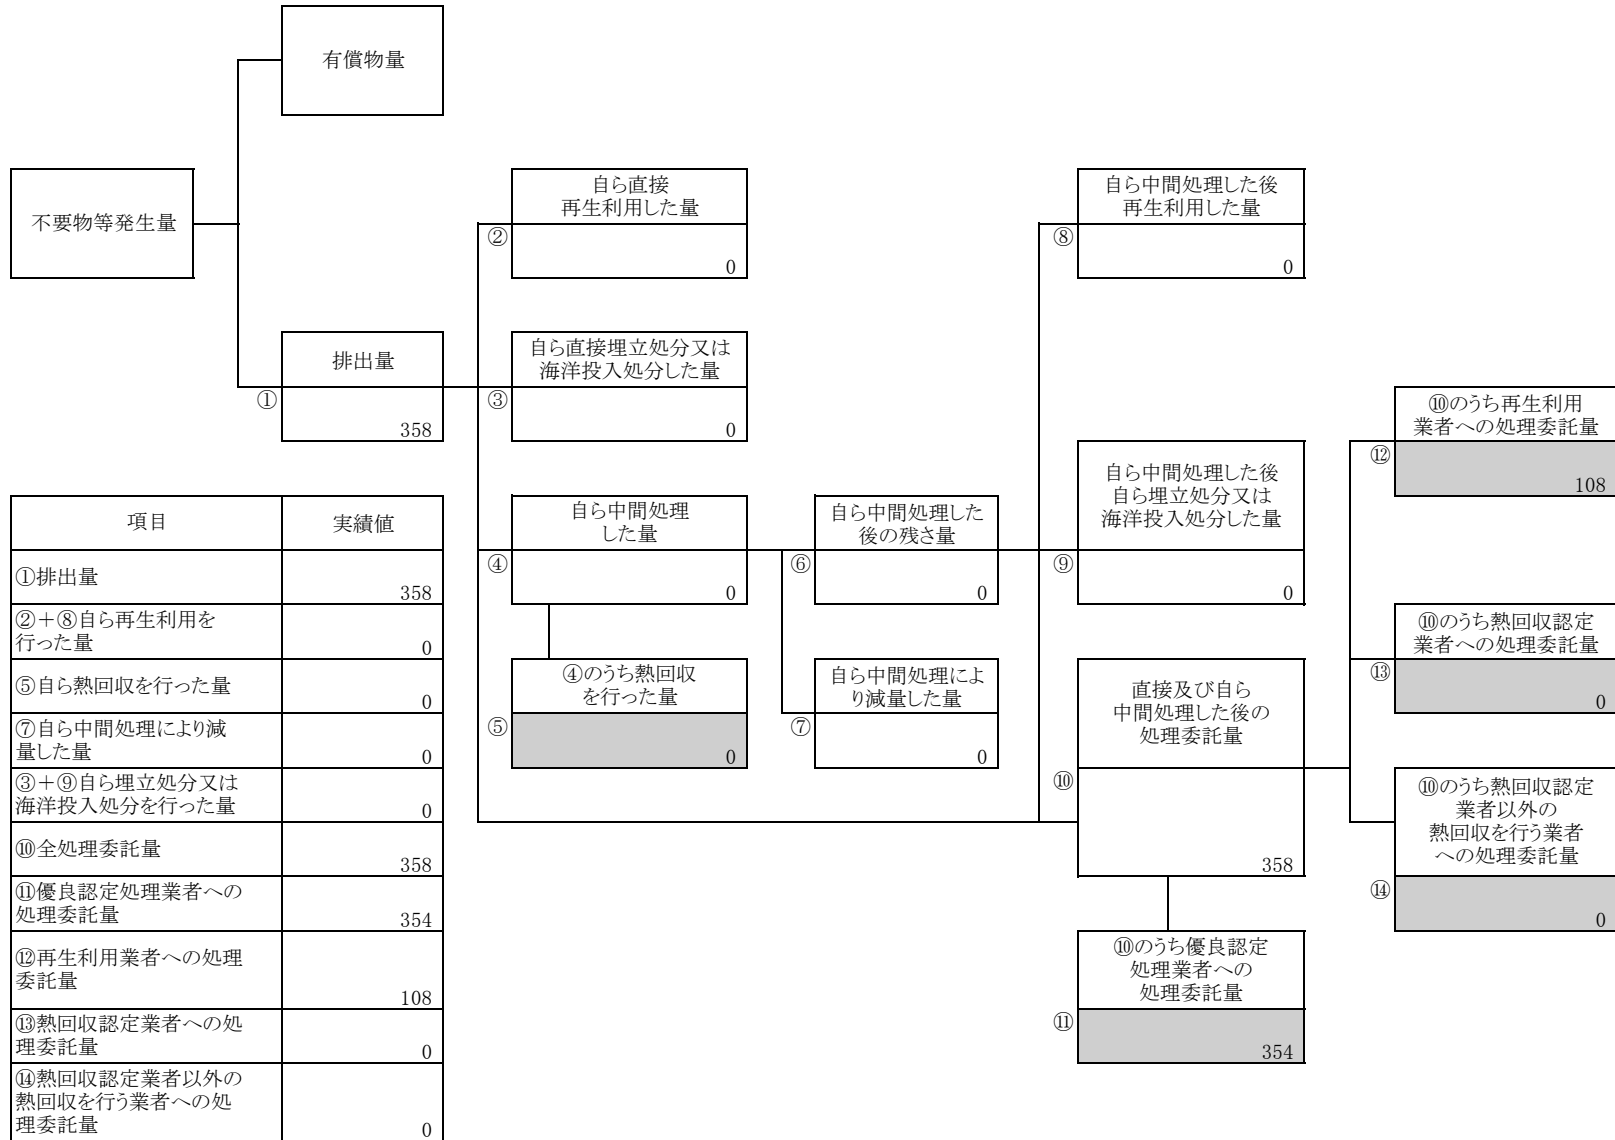 有償物量
不要物等発生量
自ら直接
再生利用した量
②
0
自ら中間処理した後
再生利用した量
⑧
0
排出量
①
358
自ら直接埋立処分又は
海洋投入処分した量
③
0
⑩のうち再生利用
業者への処理委託量
⑫
108
自ら中間処理
した量
④
0
自ら中間処理した
後の残さ量
⑥
0
自ら中間処理した後
自ら埋立処分又は
海洋投入処分した量
⑨
0
⑩のうち熱回収認定
業者への処理委託量
⑬
0
④のうち熱回収
を行った量
⑤
0
自ら中間処理によ
り減量した量
⑦
0
直接及び自ら
中間処理した後の
処理委託量
⑩
358
⑩のうち熱回収認定
業者以外の
熱回収を行う業者
への処理委託量
⑭
0
⑩のうち優良認定
処理業者への
処理委託量
⑪
354
項目 実績値
①排出量
358
②+⑧自ら再生利用を
行った量
0
⑤自ら熱回収を行った量
0
⑦自ら中間処理により減
量した量
0
③+⑨自ら埋立処分又は
海洋投入処分を行った量
0
⑩全処理委託量
358
⑪優良認定処理業者への
処理委託量
354
⑫再生利用業者への処理
委託量
108
⑬熱回収認定業者への処
理委託量
0
⑭熱回収認定業者以外の
熱回収を行う業者への処
理委託量
0